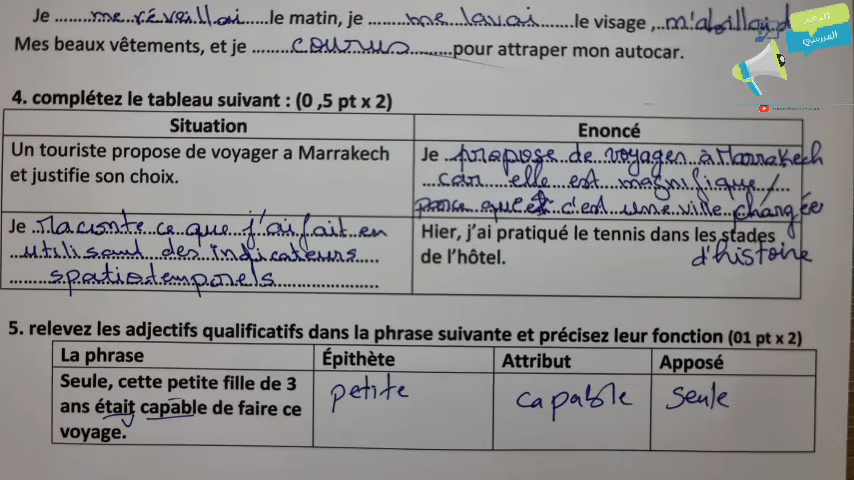 Je ....me réveillai.....le matin, je ........me lavai.......le visage ,..m'abillai
الدعم
المدرسي
Mes beaux vêtements, et je .........courus...........pour attraper mon autocar.
4. complétez le tableau suivant : (0 ,5 pt x 2)
Situation
Enoncé
Un touriste propose de voyager a Marrakech
et justifie son choix.
Je ..propose de voyager à Marrakech
....car elle est magnifique/....
parce que c'est une ville chargée
d'histoire
Je ..raconte ce que j'ai fait en
...utilisant des indicateurs.....
........spatiotemporels.......................
Hier, j'ai pratiqué le tennis dans les stades
de l'hôtel.
5. relevez les adjectifs qualificatifs dans la phrase suivante et précisez leur fonction (01 pt x 2)
La phrase
Épithète
Attribut
Apposé
Seule, cette petite fille de 3
ans était capable de faire ce
voyage.
petite
capable
seule